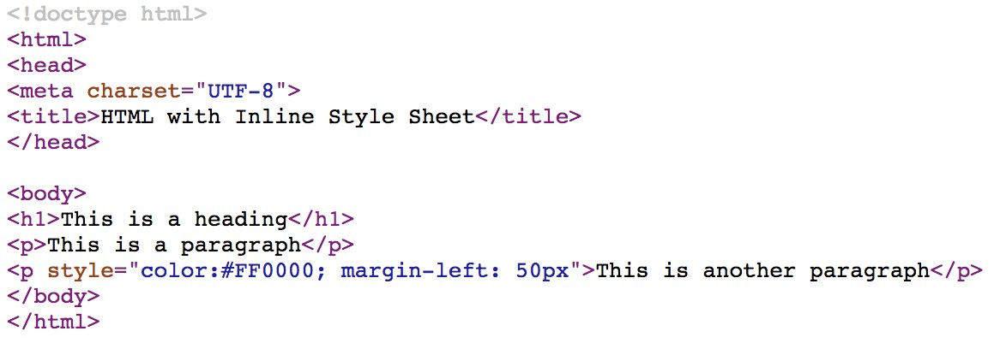 <!doctype html>
<html>
<head>
<meta charset="UTF-8">
<title>HTML with Inline Style Sheet</title>
</head>
<body>
<h1>This is a heading</h1>
<p>This is a paragraph</p>
<p style="color:#FF0000; margin-left: 50px">This is another paragraph</p>
</body>
</html>